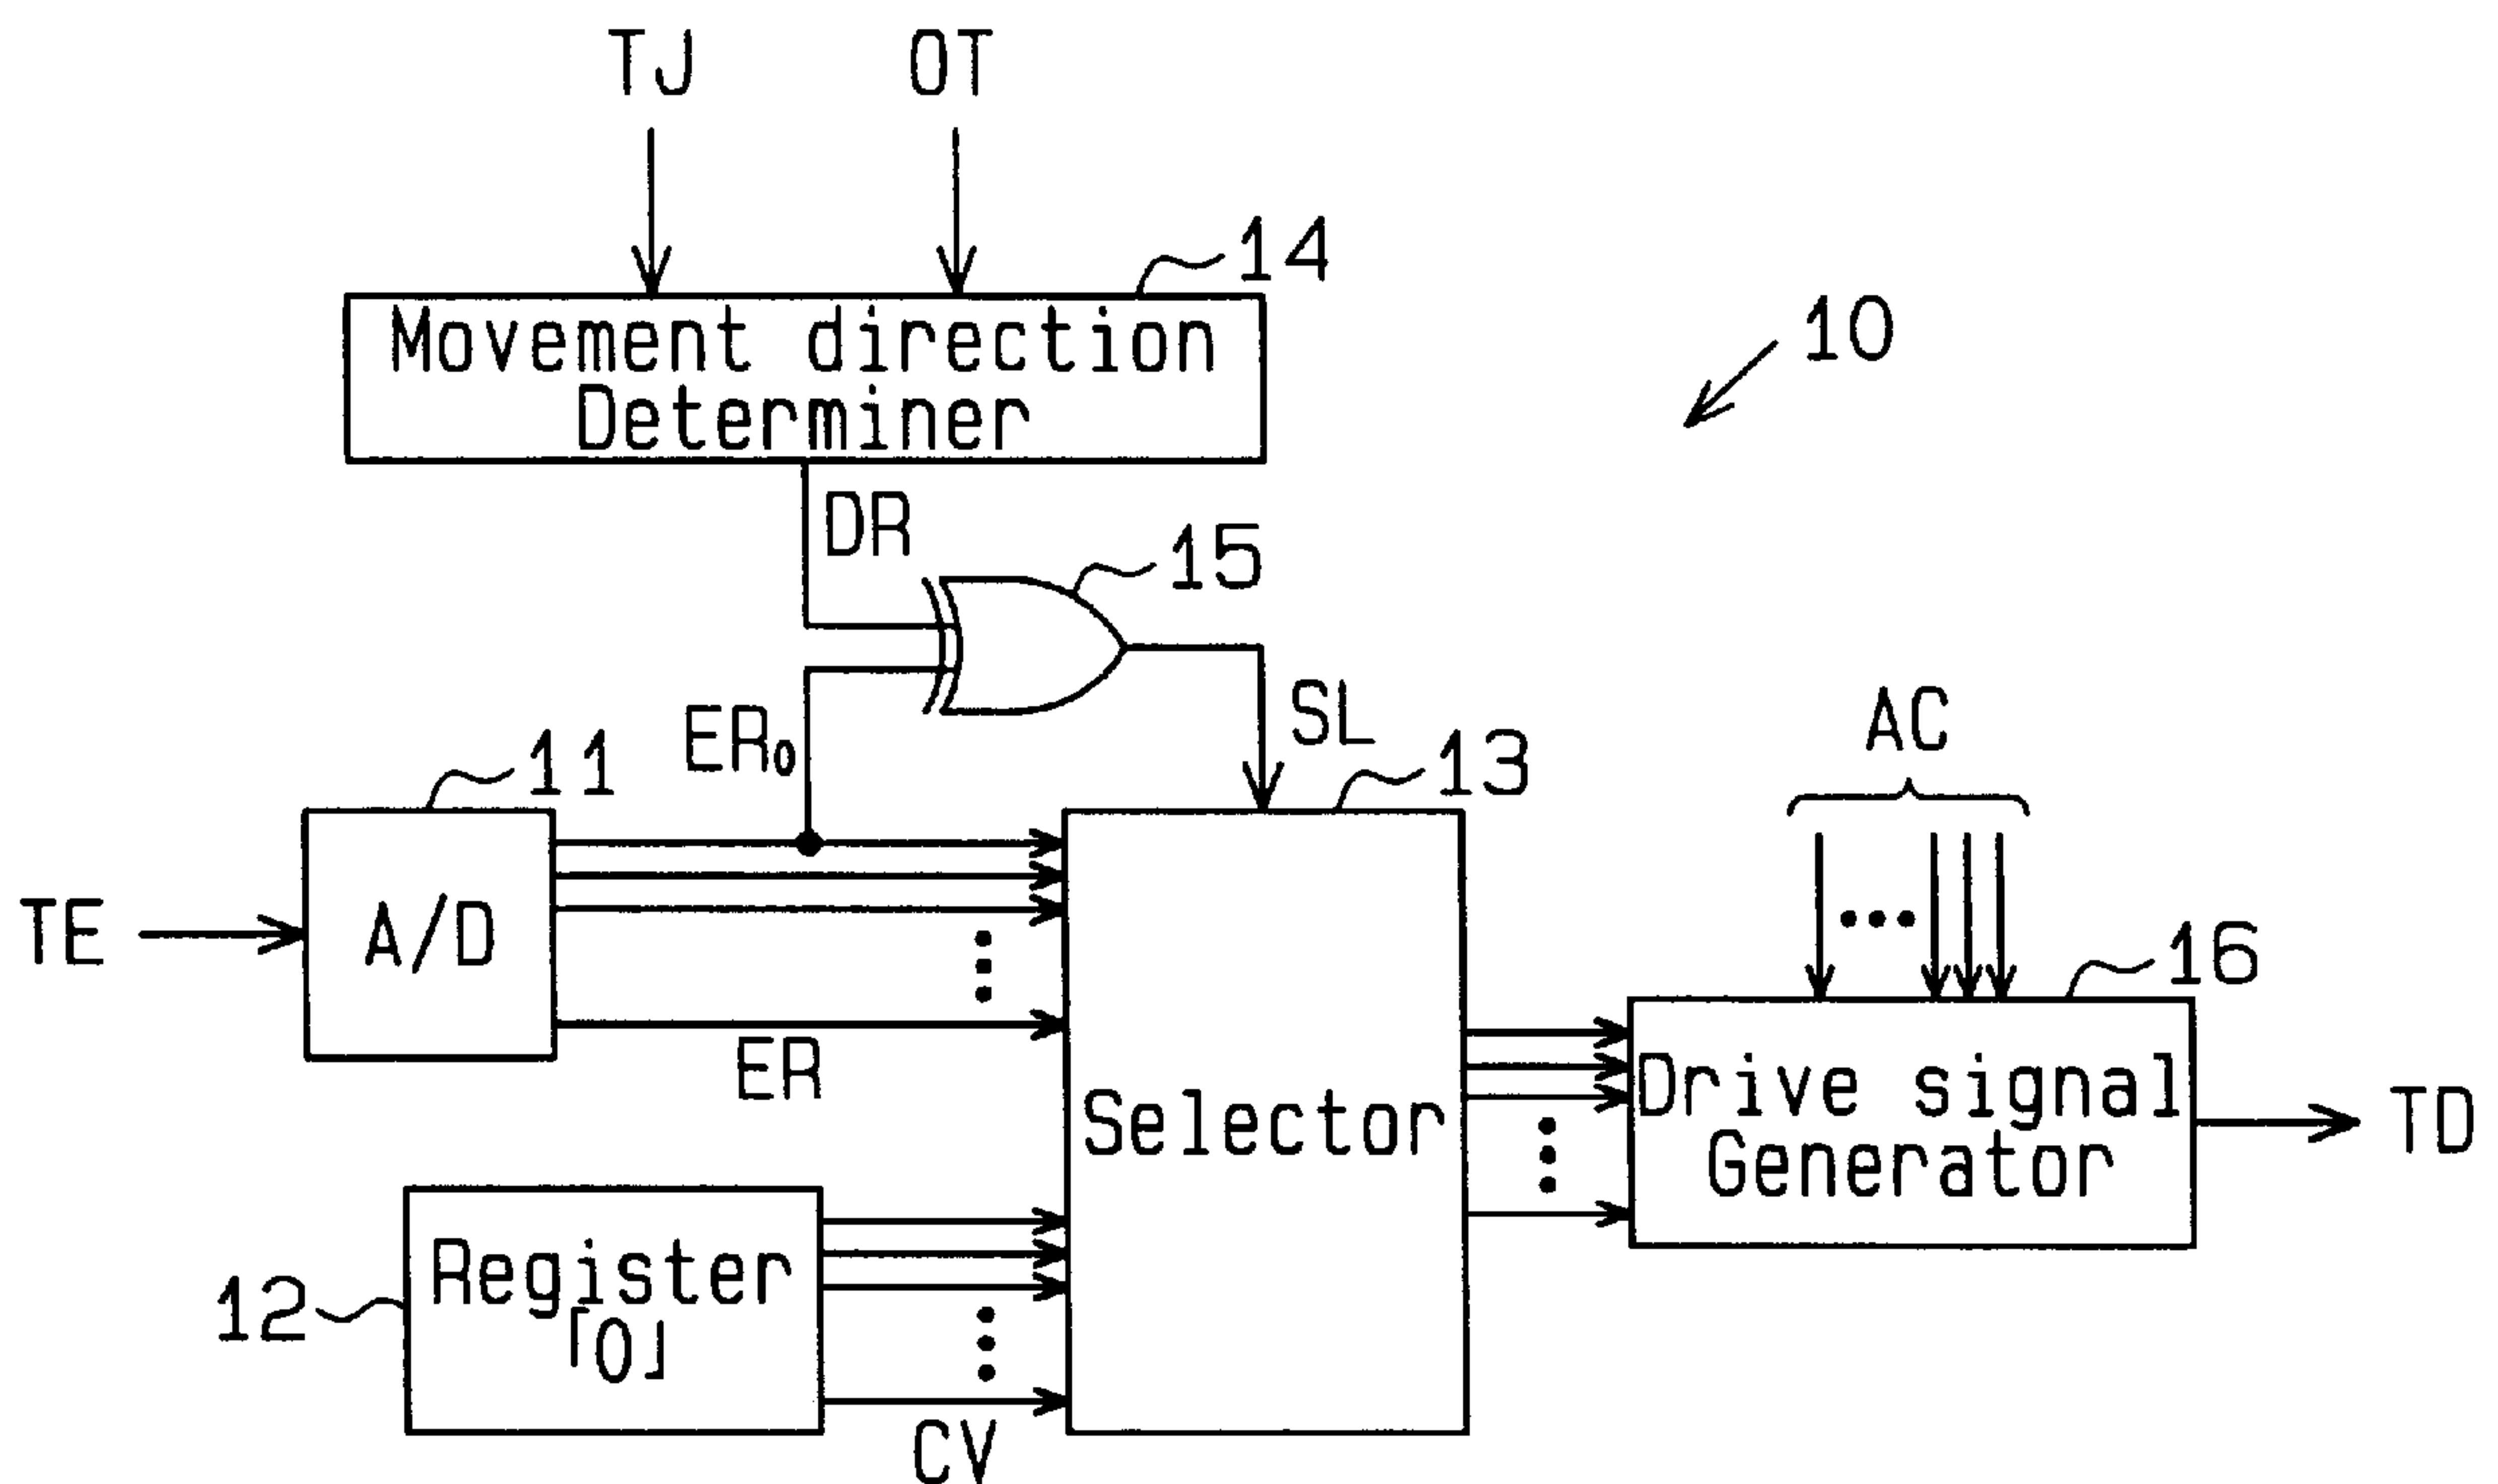 TJ
OT
14
Movement direction
Determiner
10
DR
15
ER₀
SL
AC
11
13
TE
A/D
16
ER
Selector
Drive signal
Generator
TD
12
Register
「0」
CV